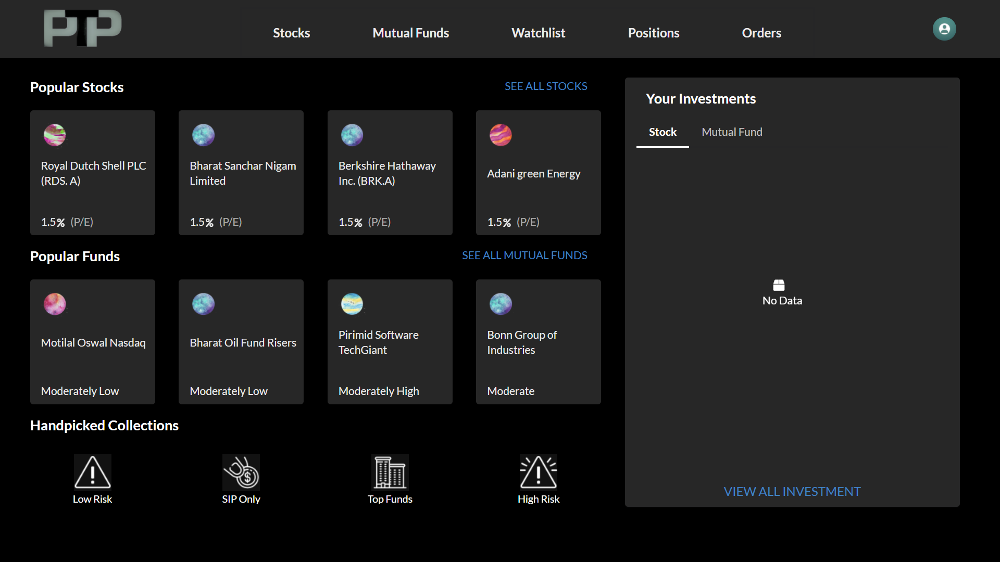 PTP
Stocks
Mutual Funds
Watchlist
Positions
Orders
Popular Stocks
SEE ALL STOCKS
Royal Dutch Shell PLC
(RDS. A)
1.5% (P/E)
Bharat Sanchar Nigam
Limited
1.5% (P/E)
Berkshire Hathaway
Inc. (BRK.A)
1.5% (P/E)
Adani green Energy
1.5% (P/E)
Popular Funds
SEE ALL MUTUAL FUNDS
Motilal Oswal Nasdaq
Moderately Low
Bharat Oil Fund Risers
Moderately Low
Pirimid Software
TechGiant
Moderately High
Bonn Group of
Industries
Moderate
Handpicked Collections
Low Risk
SIP Only
Top Funds
High Risk
Your Investments
Stock
Mutual Fund
No Data
VIEW ALL INVESTMENT